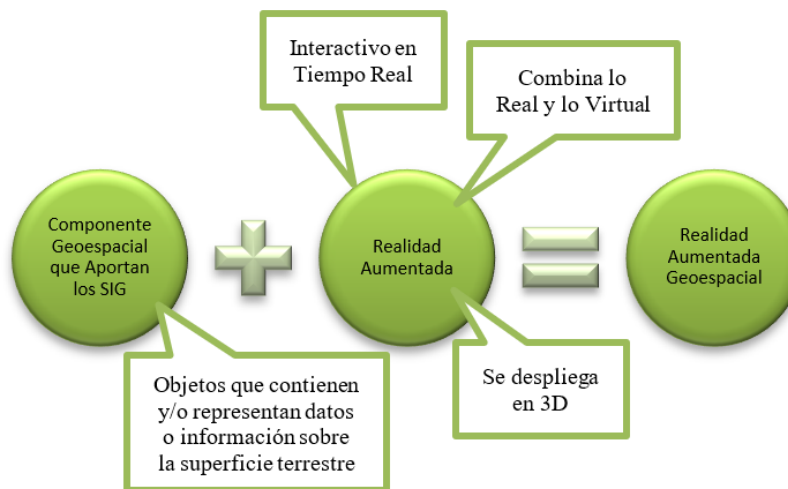 Interactivo en
Tiempo Real
Combina lo
Real y lo Virtual
Componente
Geoespacial
que Aportan
los SIG
Realidad
Aumentada
Realidad
Aumentada
Geoespacial
Objetos que contienen
y/o representan datos
o información sobre
la superficie terrestre
Se despliega
en 3D